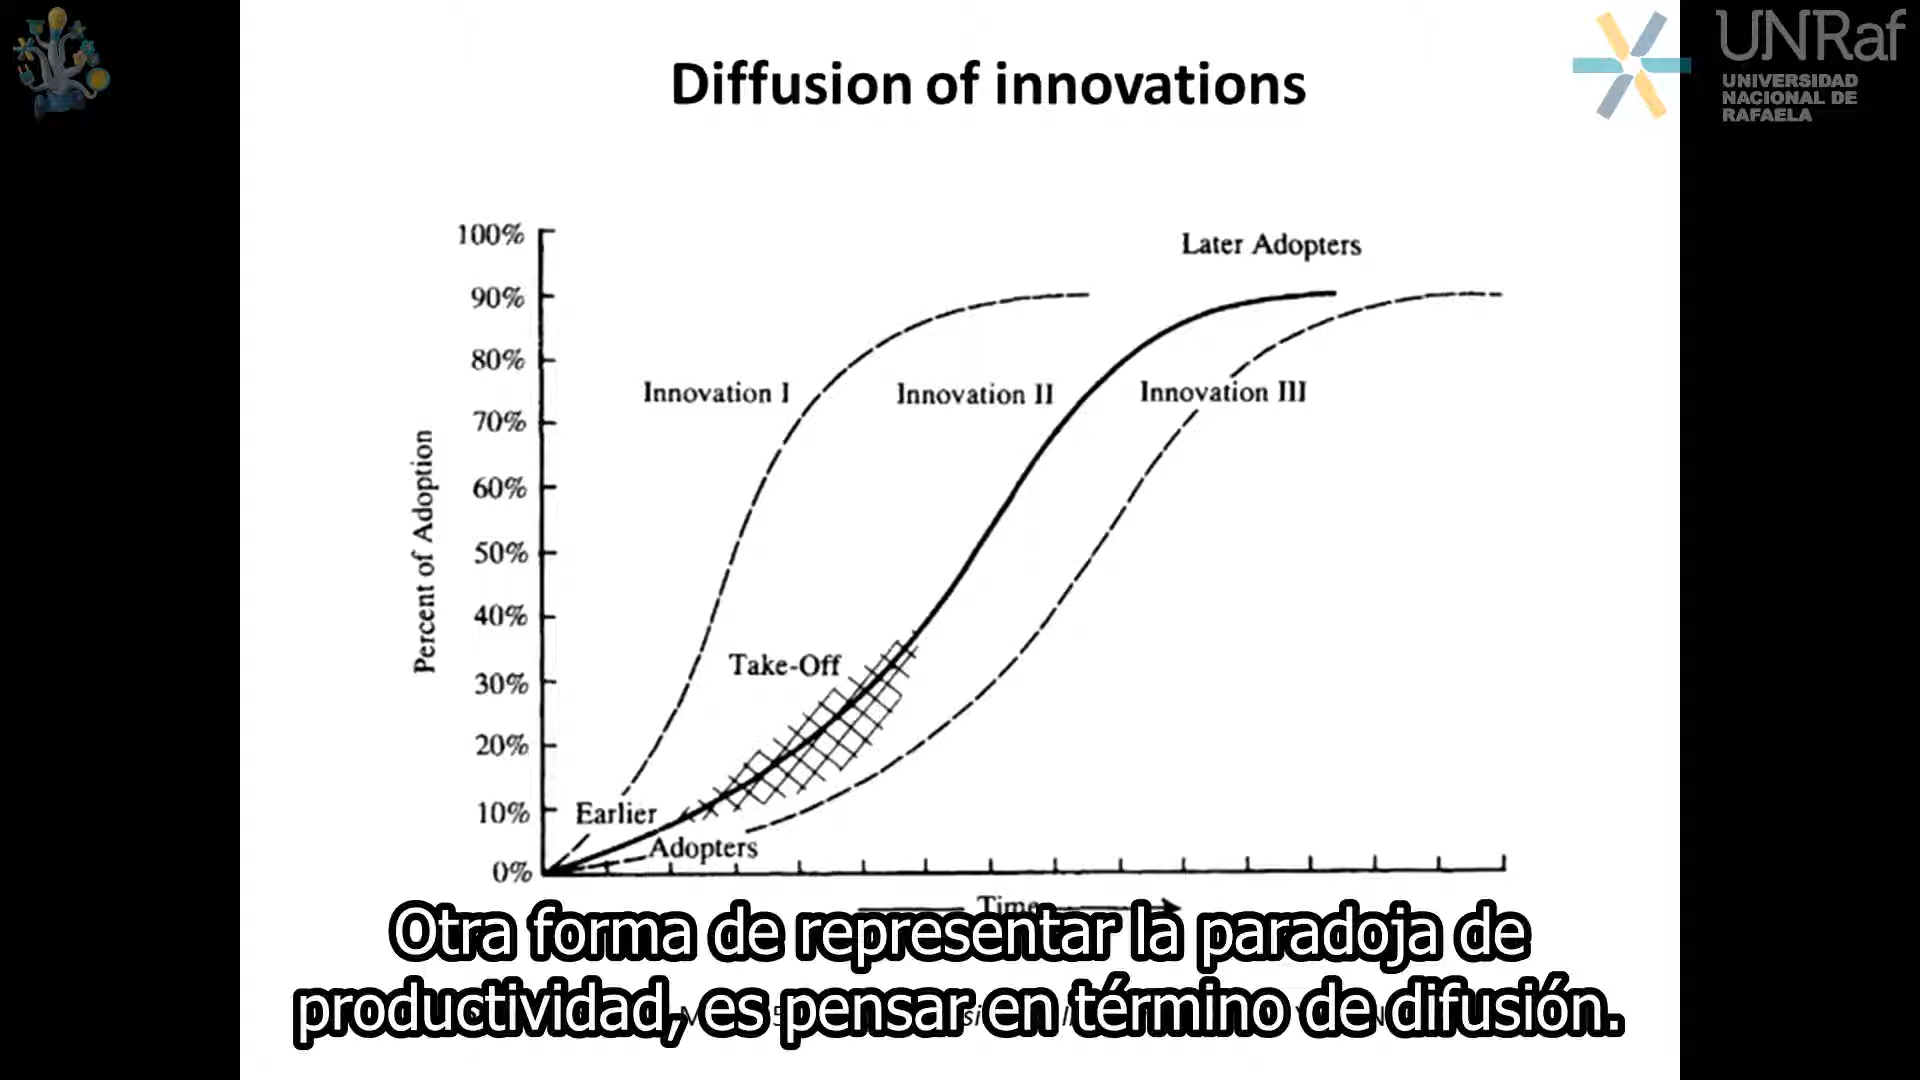 Diffusion of innovations
UNRaf
UNIVERSIDAD
NACIONAL DE
RAFAELA
100%
90%
80%
70%
60%
50%
40%
30%
20%
10%
0%
Percent of Adoption
Later Adopters
Innovation I
Innovation II
Innovation III
Take-Off
Earlier
Adopters
Time
Otra forma de representar la paradoja de
productividad, es pensar en término de difusión.